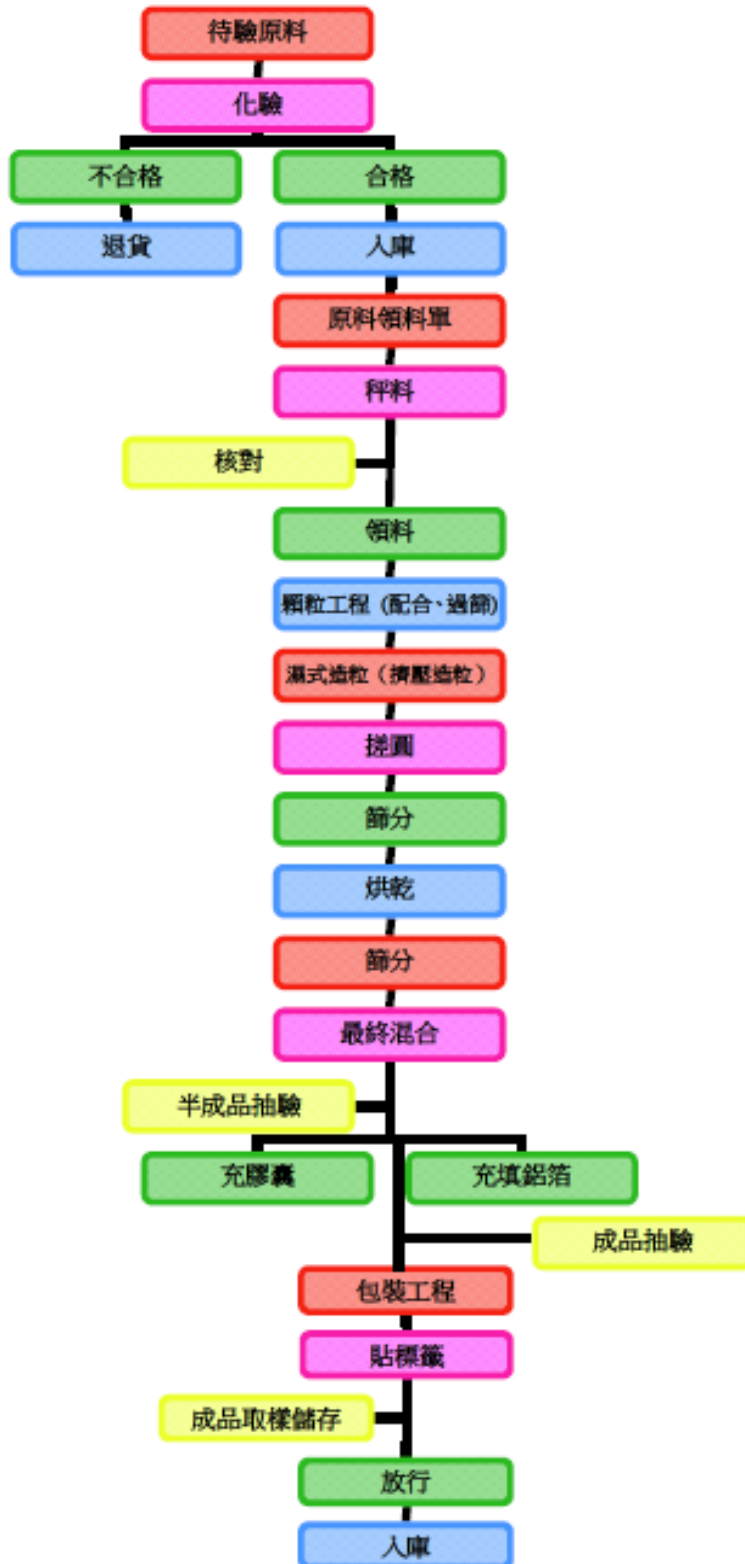 待驗原料
化驗
不合格
合格
退貨
入庫
原料領料單
秤料
核對
領料
顆粒工程 (配合、過篩)
濕式造粒（擠壓造粒）
搓圓
篩分
烘乾
篩分
最終混合
半成品抽驗
充膠囊
充填鋁箔
成品抽驗
包裝工程
貼標籤
成品取樣儲存
放行
入庫